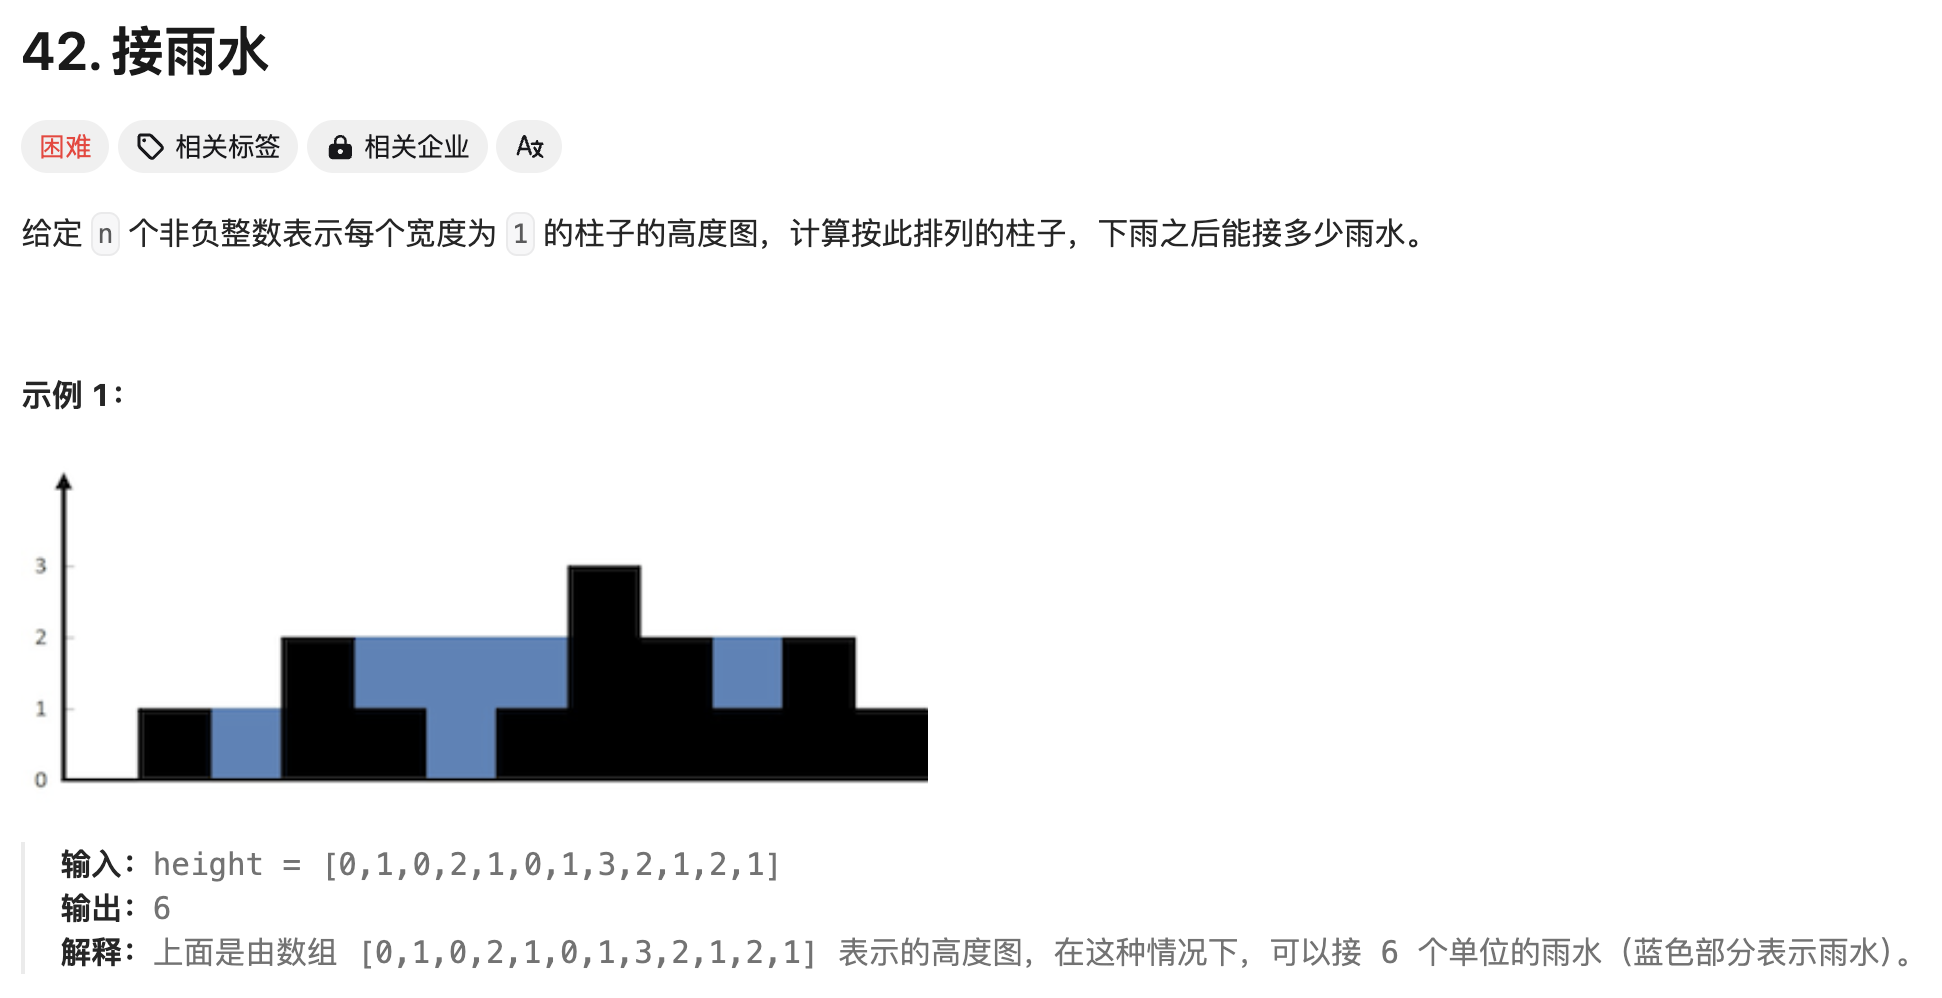 42. 接雨水
困难 相关标签 相关企业 A文
给定 n 个非负整数表示每个宽度为 1 的柱子的高度图，计算按此排列的柱子，下雨之后能接多少雨水。
示例 1：
3
2
1
0
输入：height = [0,1,0,2,1,0,1,3,2,1,2,1]
输出：6
解释：上面是由数组 [0,1,0,2,1,0,1,3,2,1,2,1] 表示的高度图，在这种情况下，可以接 6 个单位的雨水（蓝色部分表示雨水）。